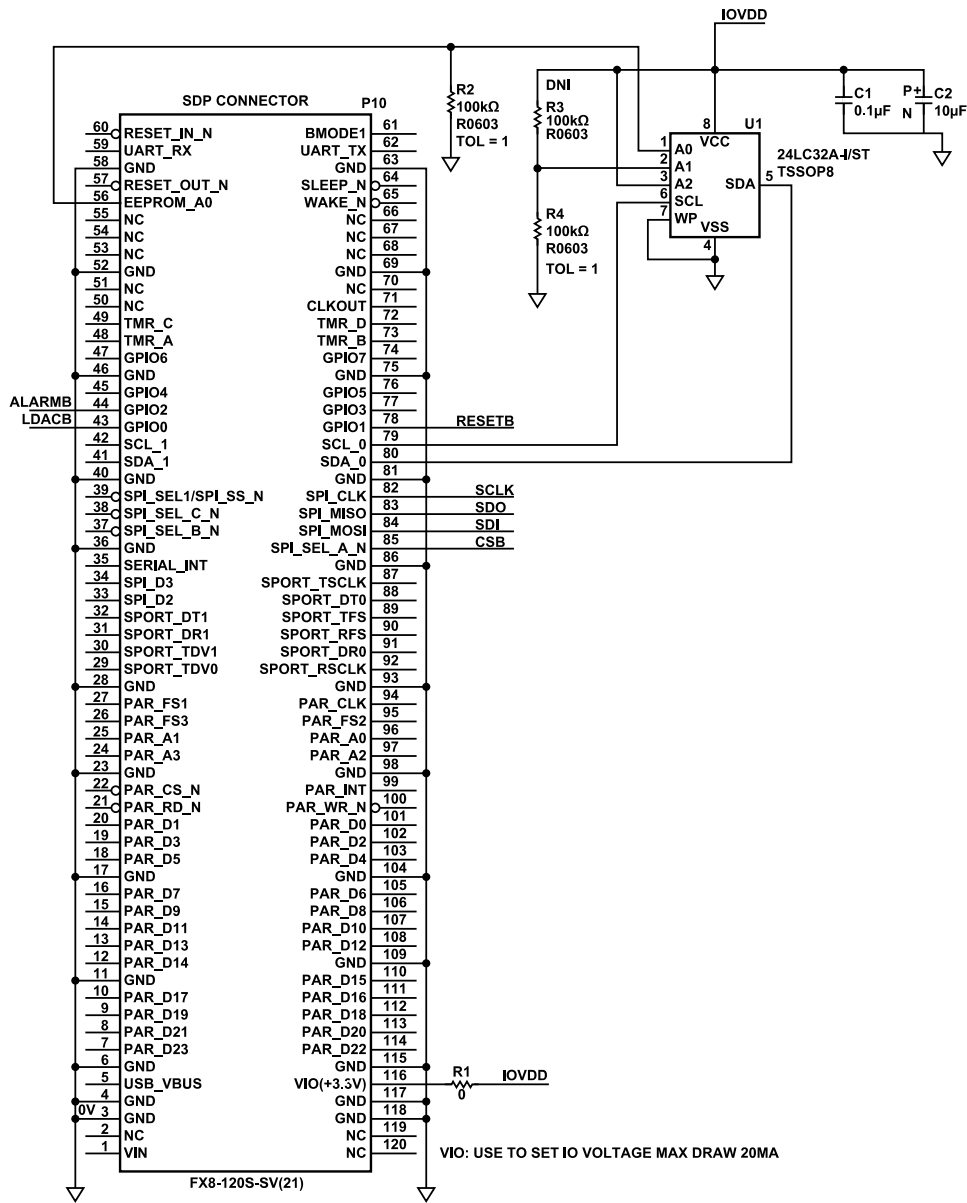 IOVDD
SDP CONNECTOR
P10
R2
100kΩ
R0603
TOL = 1
DNI
R3
100kΩ
R0603
R4
100kΩ
R0603
TOL = 1
C1
0.1µF
P+
N
C2
10µF
U1
24LC32A-I/ST
TSSOP8
8
VCC
1 A0
2 A1
3 A2
6 SCL
7 WP
VSS
4
SDA 5
60 RESET_IN_N BMODE1 61
59 UART_RX UART_TX 62
58 GND GND 63
57 RESET_OUT_N SLEEP_N 64
56 EEPROM_A0 WAKE_N 65
55 NC NC 66
54 NC NC 67
53 NC NC 68
52 GND GND 69
51 NC NC 70
50 NC CLKOUT 71
49 TMR_C TMR_D 72
48 TMR_A TMR_B 73
47 GPIO6 GPIO7 74
46 GND GND 75
45 GPIO4 GPIO5 76
ALARMB 44 GPIO2 GPIO3 77
LDACB 43 GPIO0 GPIO1 78 RESETB
42 SCL_1 SCL_0 79
41 SDA_1 SDA_0 80
40 GND GND 81
39 SPI_SEL1/SPI_SS_N SPI_CLK 82 SCLK
38 SPI_SEL_C_N SPI_MISO 83 SDO
37 SPI_SEL_B_N SPI_MOSI 84 SDI
36 GND SPI_SEL_A_N 85 CSB
35 SERIAL_INT GND 86
34 SPI_D3 SPORT_TSCLK 87
33 SPI_D2 SPORT_DT0 88
32 SPORT_DT1 SPORT_TFS 89
31 SPORT_DR1 SPORT_RFS 90
30 SPORT_TDV1 SPORT_DR0 91
29 SPORT_TDV0 SPORT_RSCLK 92
28 GND GND 93
27 PAR_FS1 PAR_CLK 94
26 PAR_FS3 PAR_FS2 95
25 PAR_A1 PAR_A0 96
24 PAR_A3 PAR_A2 97
23 GND GND 98
22 PAR_CS_N PAR_INT 99
21 PAR_RD_N PAR_WR_N 100
20 PAR_D1 PAR_D0 101
19 PAR_D3 PAR_D2 102
18 PAR_D5 PAR_D4 103
17 GND GND 104
16 PAR_D7 PAR_D6 105
15 PAR_D9 PAR_D8 106
14 PAR_D11 PAR_D10 107
13 PAR_D13 PAR_D12 108
12 PAR_D14 GND 109
11 GND PAR_D15 110
10 PAR_D17 PAR_D16 111
9 PAR_D19 PAR_D18 112
8 PAR_D21 PAR_D20 113
7 PAR_D23 PAR_D22 114
6 GND GND 115
5 USB_VBUS VIO(+3.3V) 116 R1 0 IOVDD
4 GND GND 117
0V 3 GND GND 118
2 NC NC 119
1 VIN NC 120
VIO: USE TO SET IO VOLTAGE MAX DRAW 20MA
FX8-120S-SV(21)